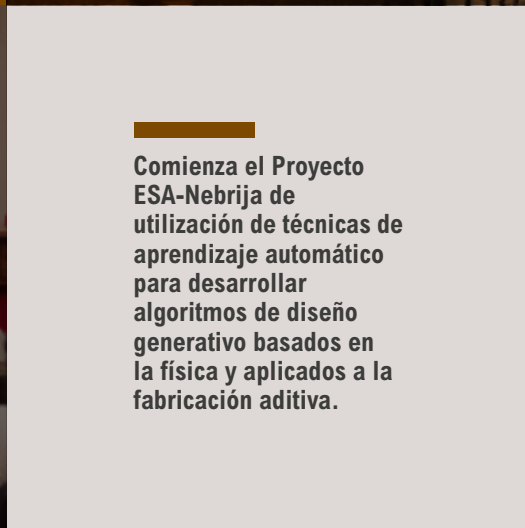 Comienza el Proyecto
ESA-Nebrija de
utilización de técnicas de
aprendizaje automático
para desarrollar
algoritmos de diseño
generativo basados en
la física y aplicados a la
fabricación aditiva.